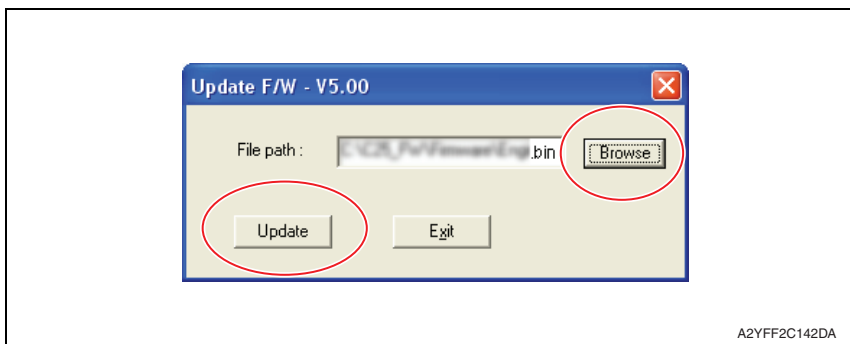 Update F/W - V5.00
File path : .bin Browse
Update Exit
A2YFF2C142DA